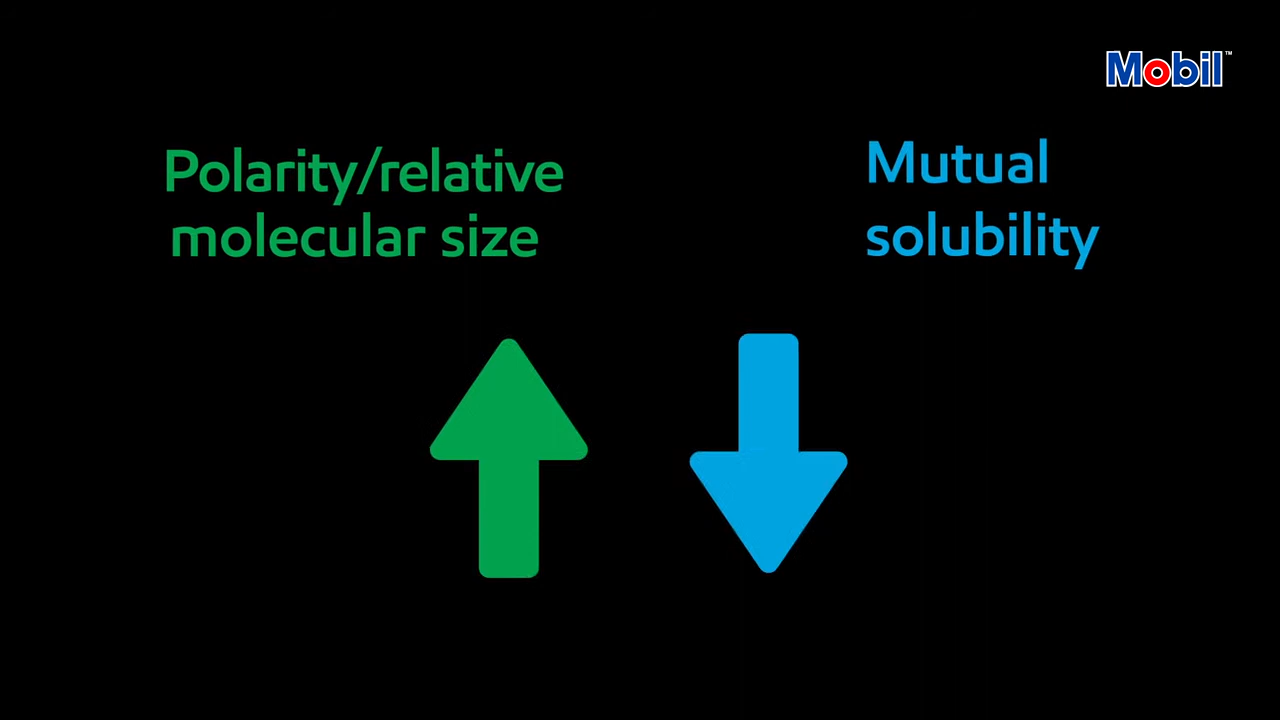 Mobil™
Polarity/relative
molecular size
Mutual
solubility